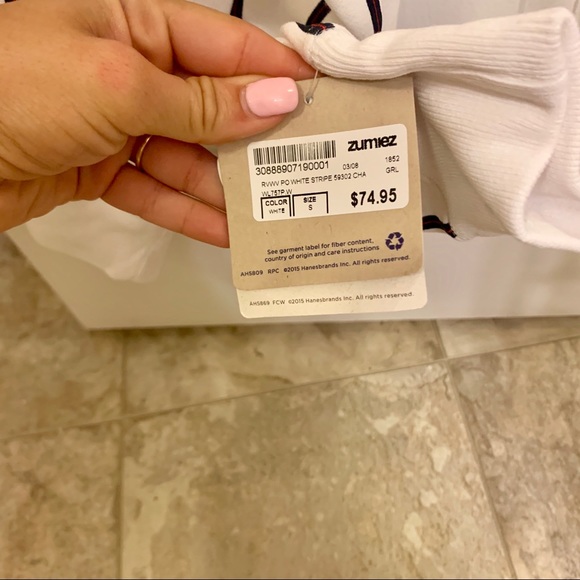 zumiez
30888907190001 03/08 1852
RVWV PO WHITE STRIPE 59302 CHA GRL
WL757P.W
COLOR SIZE $74.95
WHITE S
See garment label for fiber content,
country of origin and care instructions
AH5809 RPC ©2015 Hanesbrands Inc. All rights reserved.
AH5869 FCW ©2015 Hanesbrands Inc. All rights reserved.